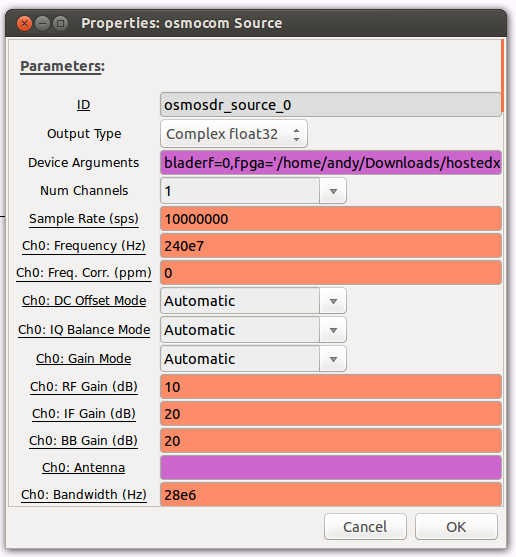 Properties: osmocom Source
Parameters:
ID osmosdr_source_0
Output Type Complex float32
Device Arguments bladerf=0,fpga='/home/andy/Downloads/hostedx
Num Channels 1
Sample Rate (sps) 10000000
Ch0: Frequency (Hz) 240e7
Ch0: Freq. Corr. (ppm) 0
Ch0: DC Offset Mode Automatic
Ch0: IQ Balance Mode Automatic
Ch0: Gain Mode Automatic
Ch0: RF Gain (dB) 10
Ch0: IF Gain (dB) 20
Ch0: BB Gain (dB) 20
Ch0: Antenna
Ch0: Bandwidth (Hz) 28e6
Cancel OK